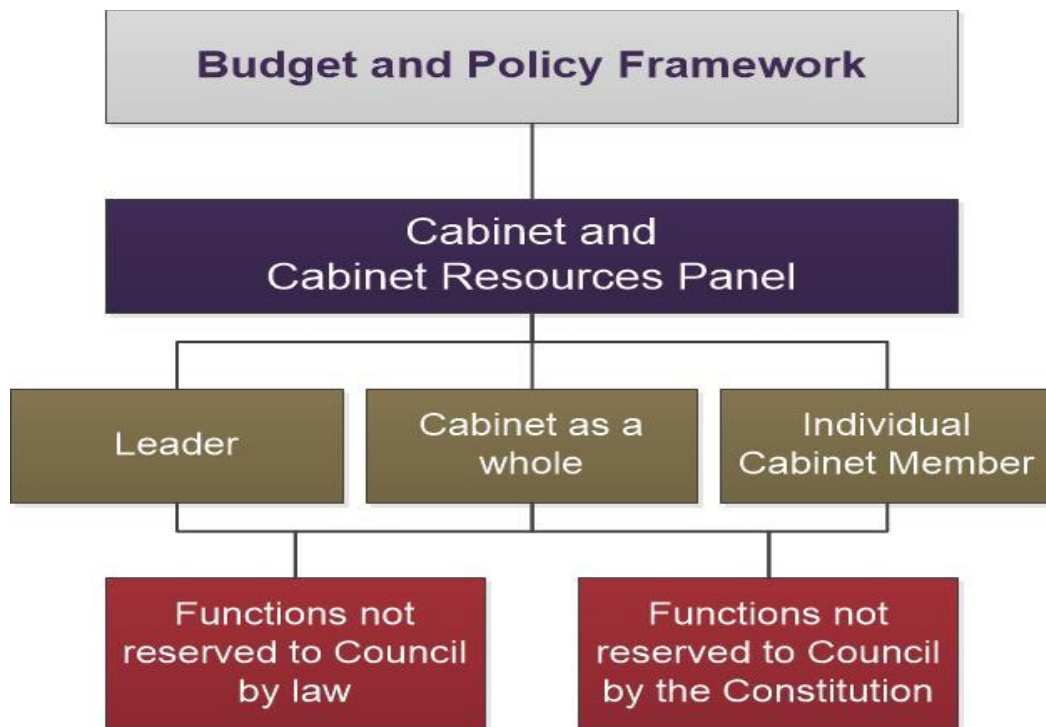 Budget and Policy Framework
Cabinet and
Cabinet Resources Panel
Leader
Cabinet as a
whole
Individual
Cabinet Member
Functions not
reserved to Council
by law
Functions not
reserved to Council
by the Constitution